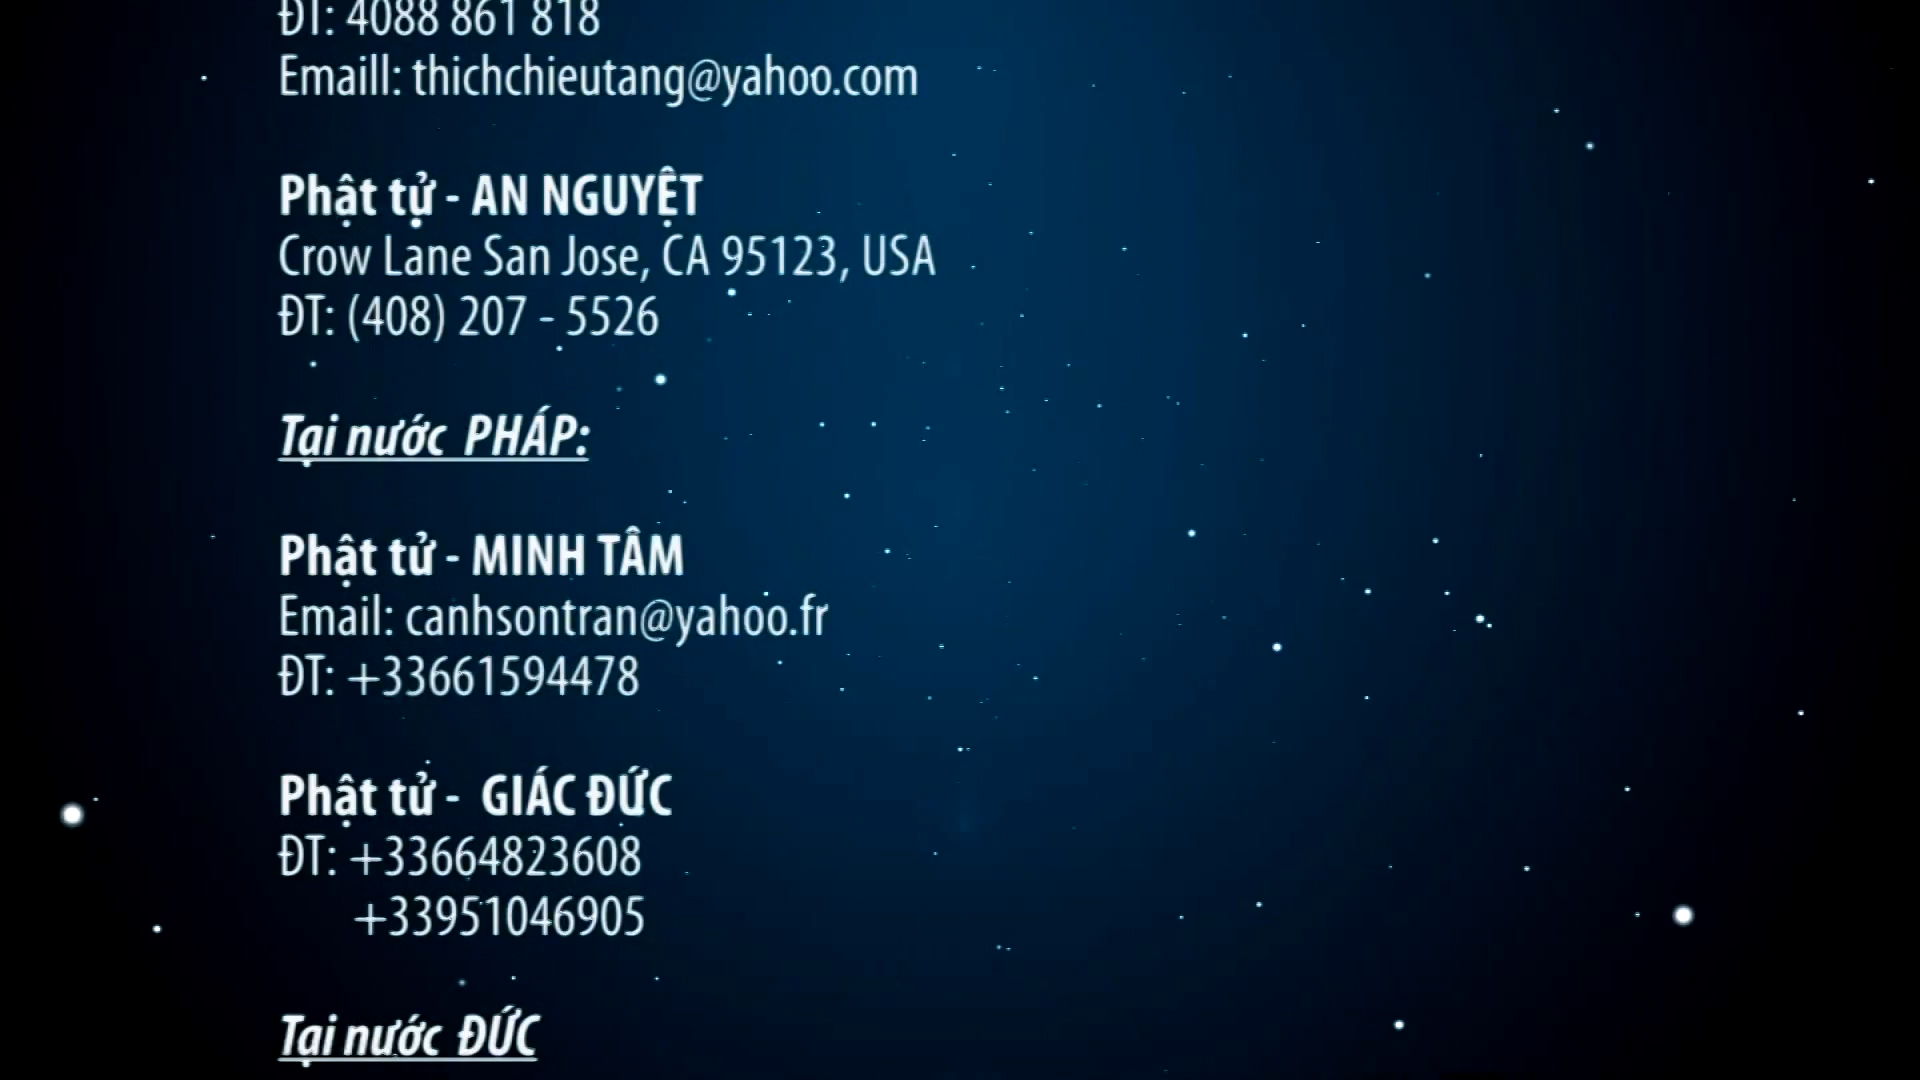 ĐT: 4088 861 818
Emaill: thichchieutang@yahoo.com
Phật tử - AN NGUYỆT
Crow Lane San Jose, CA 95123, USA
ĐT: (408) 207 - 5526
Tại nước PHÁP:
Phật tử - MINH TÂM
Email: canhsontran@yahoo.fr
ĐT: +33661594478
Phật tử - GIÁC ĐỨC
ĐT: +33664823608
+33951046905
Tại nước ĐỨC